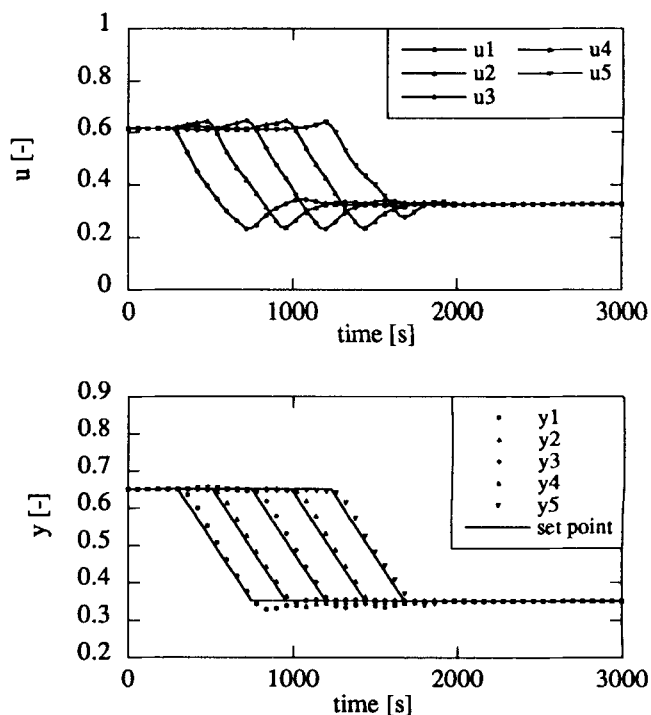 1
0.8
0.6
0.4
0.2
0
u [-]
u1 u4
u2 u5
u3
0 1000 2000 3000
time [s]
0.9
0.8
0.7
0.6
0.5
0.4
0.3
0.2
y [-]
y1
y2
y3
y4
y5
set point
0 1000 2000 3000
time [s]